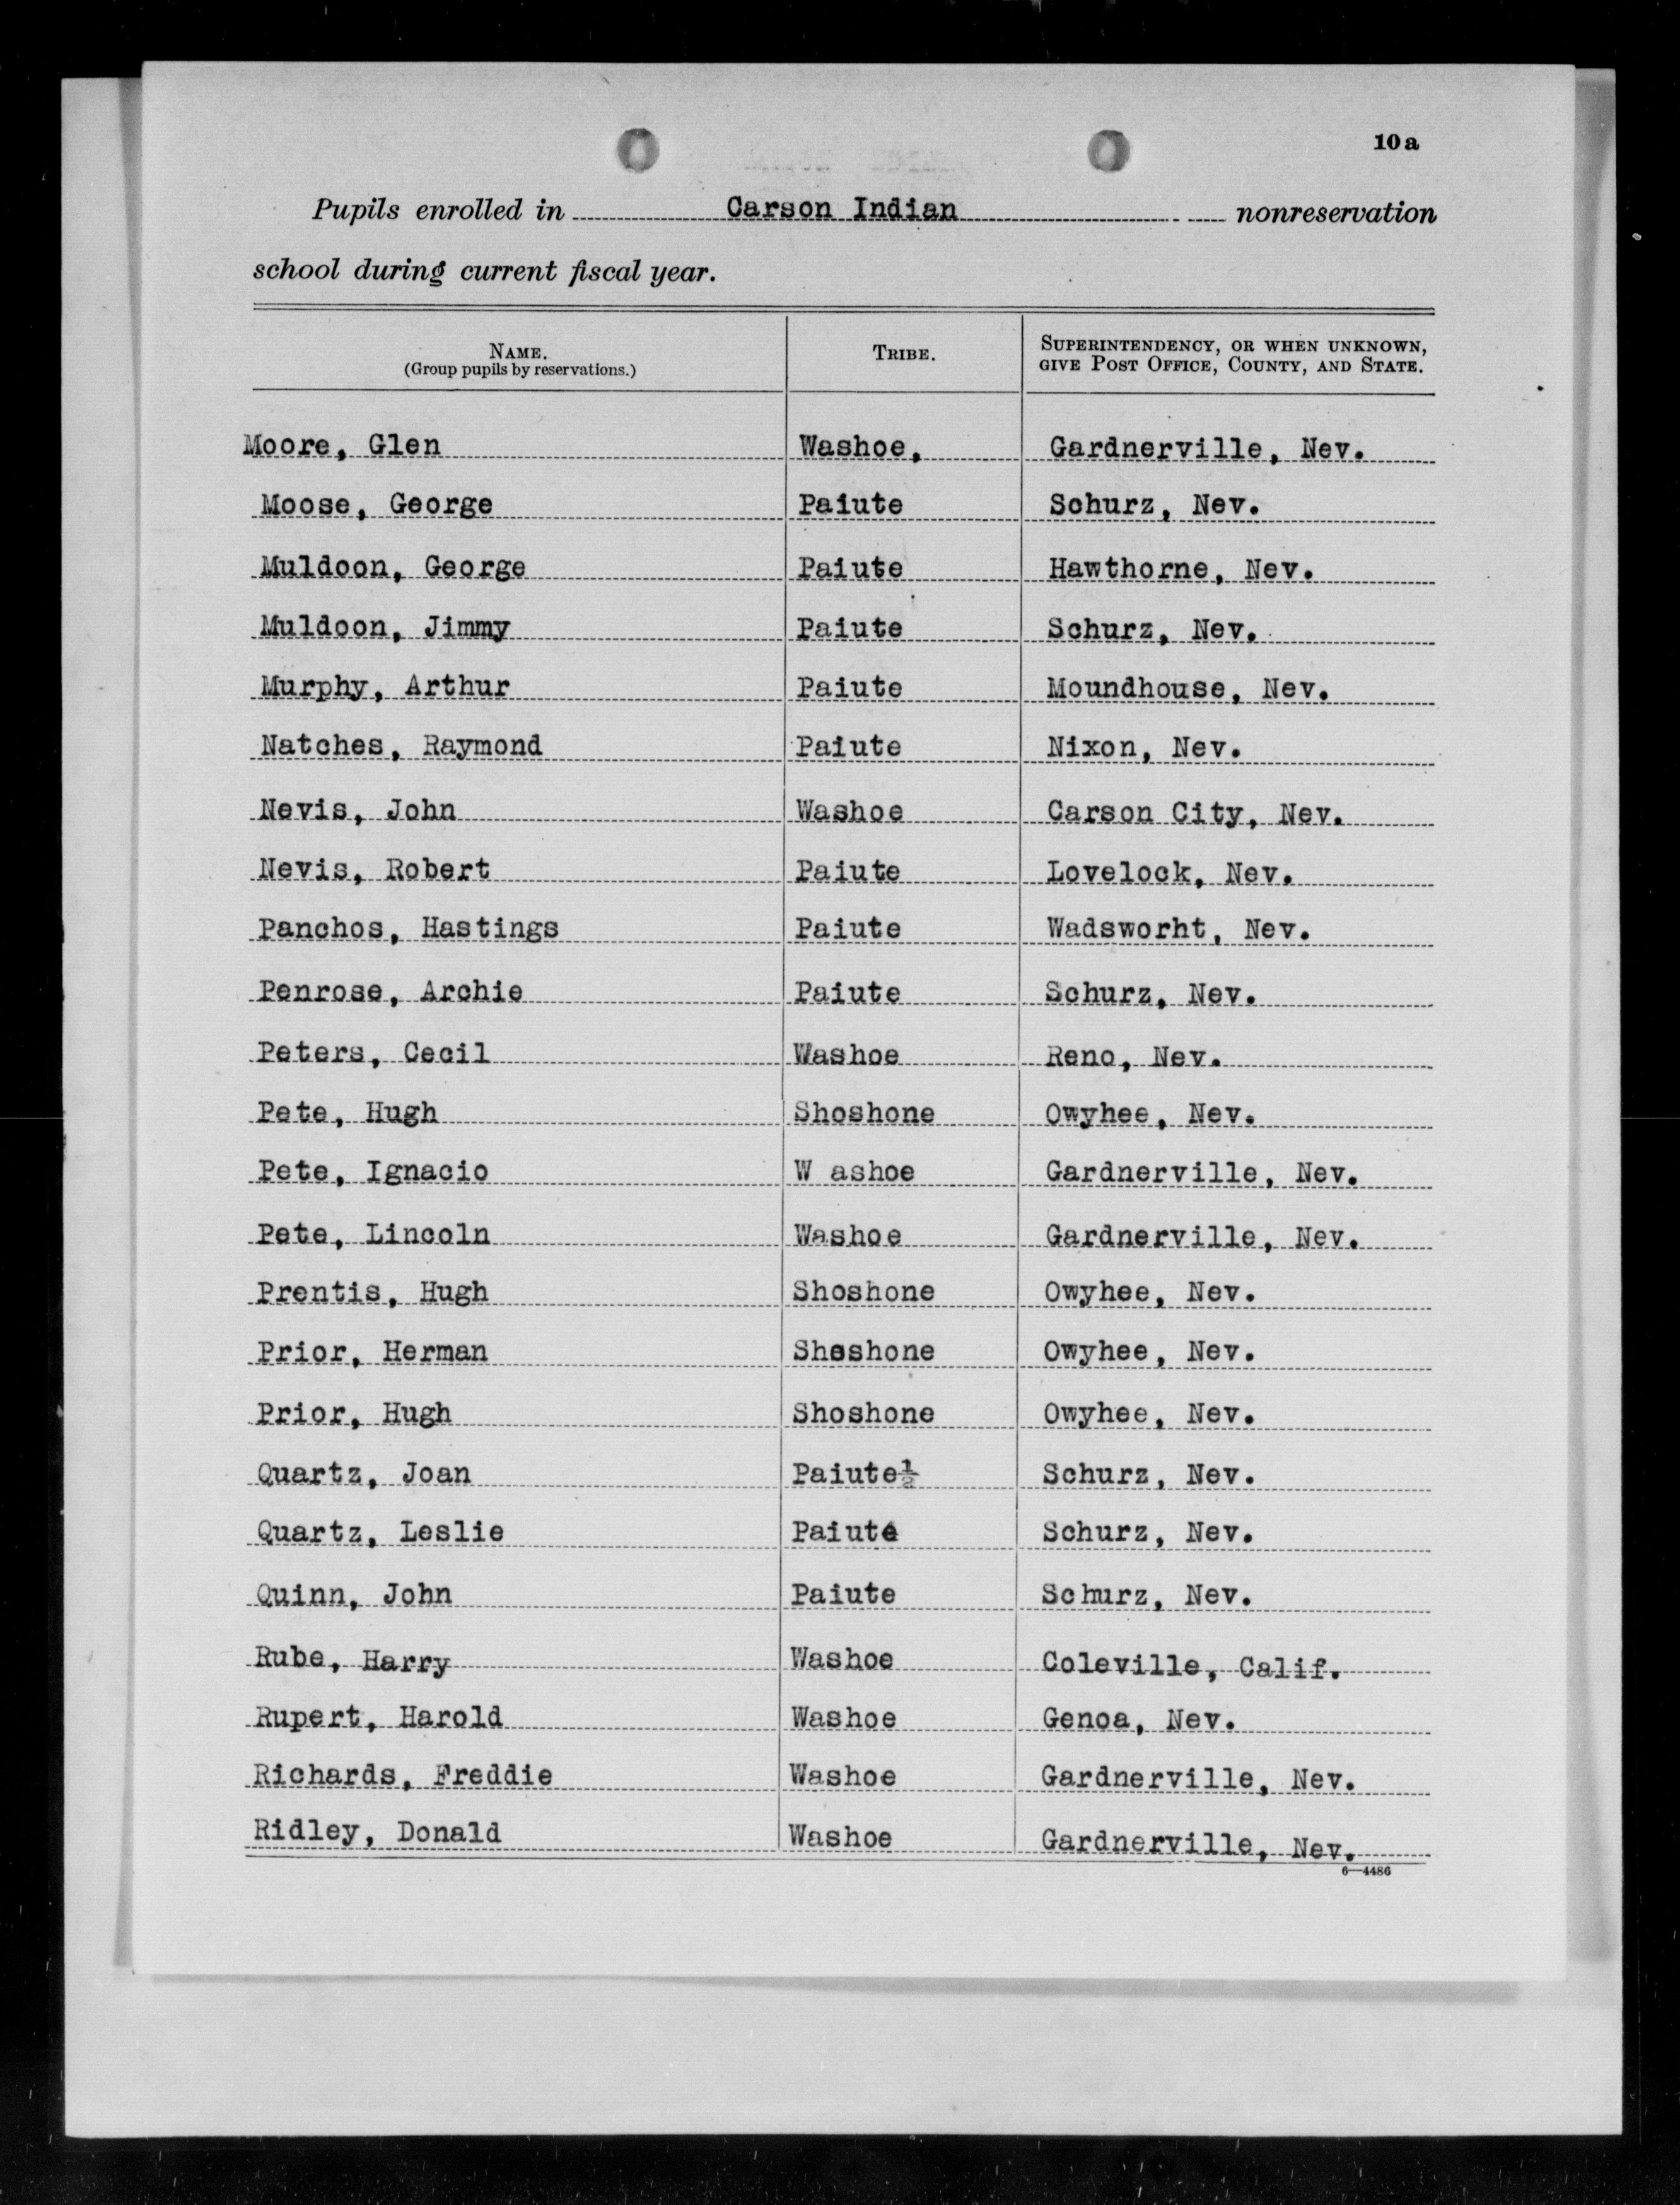 10a
Pupils enrolled in Carson Indian nonreservation
school during current fiscal year.
NAME. TRIBE. SUPERINTENDENCY, OR WHEN UNKNOWN,
(Group pupils by reservations.) GIVE POST OFFICE, COUNTY, AND STATE.
Moore, Glen Washoe, Gardnerville, Nev.
Moose, George Paiute Schurz, Nev.
Muldoon, George Paiute Hawthorne, Nev.
Muldoon, Jimmy Paiute Schurz, Nev.
Murphy, Arthur Paiute Moundhouse, Nev.
Natches, Raymond Paiute Nixon, Nev.
Nevis, John Washoe Carson City, Nev.
Nevis, Robert Paiute Lovelock, Nev.
Panchos, Hastings Paiute Wadsworht, Nev.
Penrose, Archie Paiute Schurz, Nev.
Peters, Cecil Washoe Reno, Nev.
Pete, Hugh Shoshone Owyhee, Nev.
Pete, Ignacio W ashoe Gardnerville, Nev.
Pete, Lincoln Washoe Gardnerville, Nev.
Prentis, Hugh Shoshone Owyhee, Nev.
Prior, Herman Shoshone Owyhee, Nev.
Prior, Hugh Shoshone Owyhee, Nev.
Quartz, Joan Paiute½ Schurz, Nev.
Quartz, Leslie Paiute Schurz, Nev.
Quinn, John Paiute Schurz, Nev.
Rube, Harry Washoe Coleville, Calif.
Rupert, Harold Washoe Genoa, Nev.
Richards, Freddie Washoe Gardnerville, Nev.
Ridley, Donald Washoe Gardnerville, Nev.
6—4486